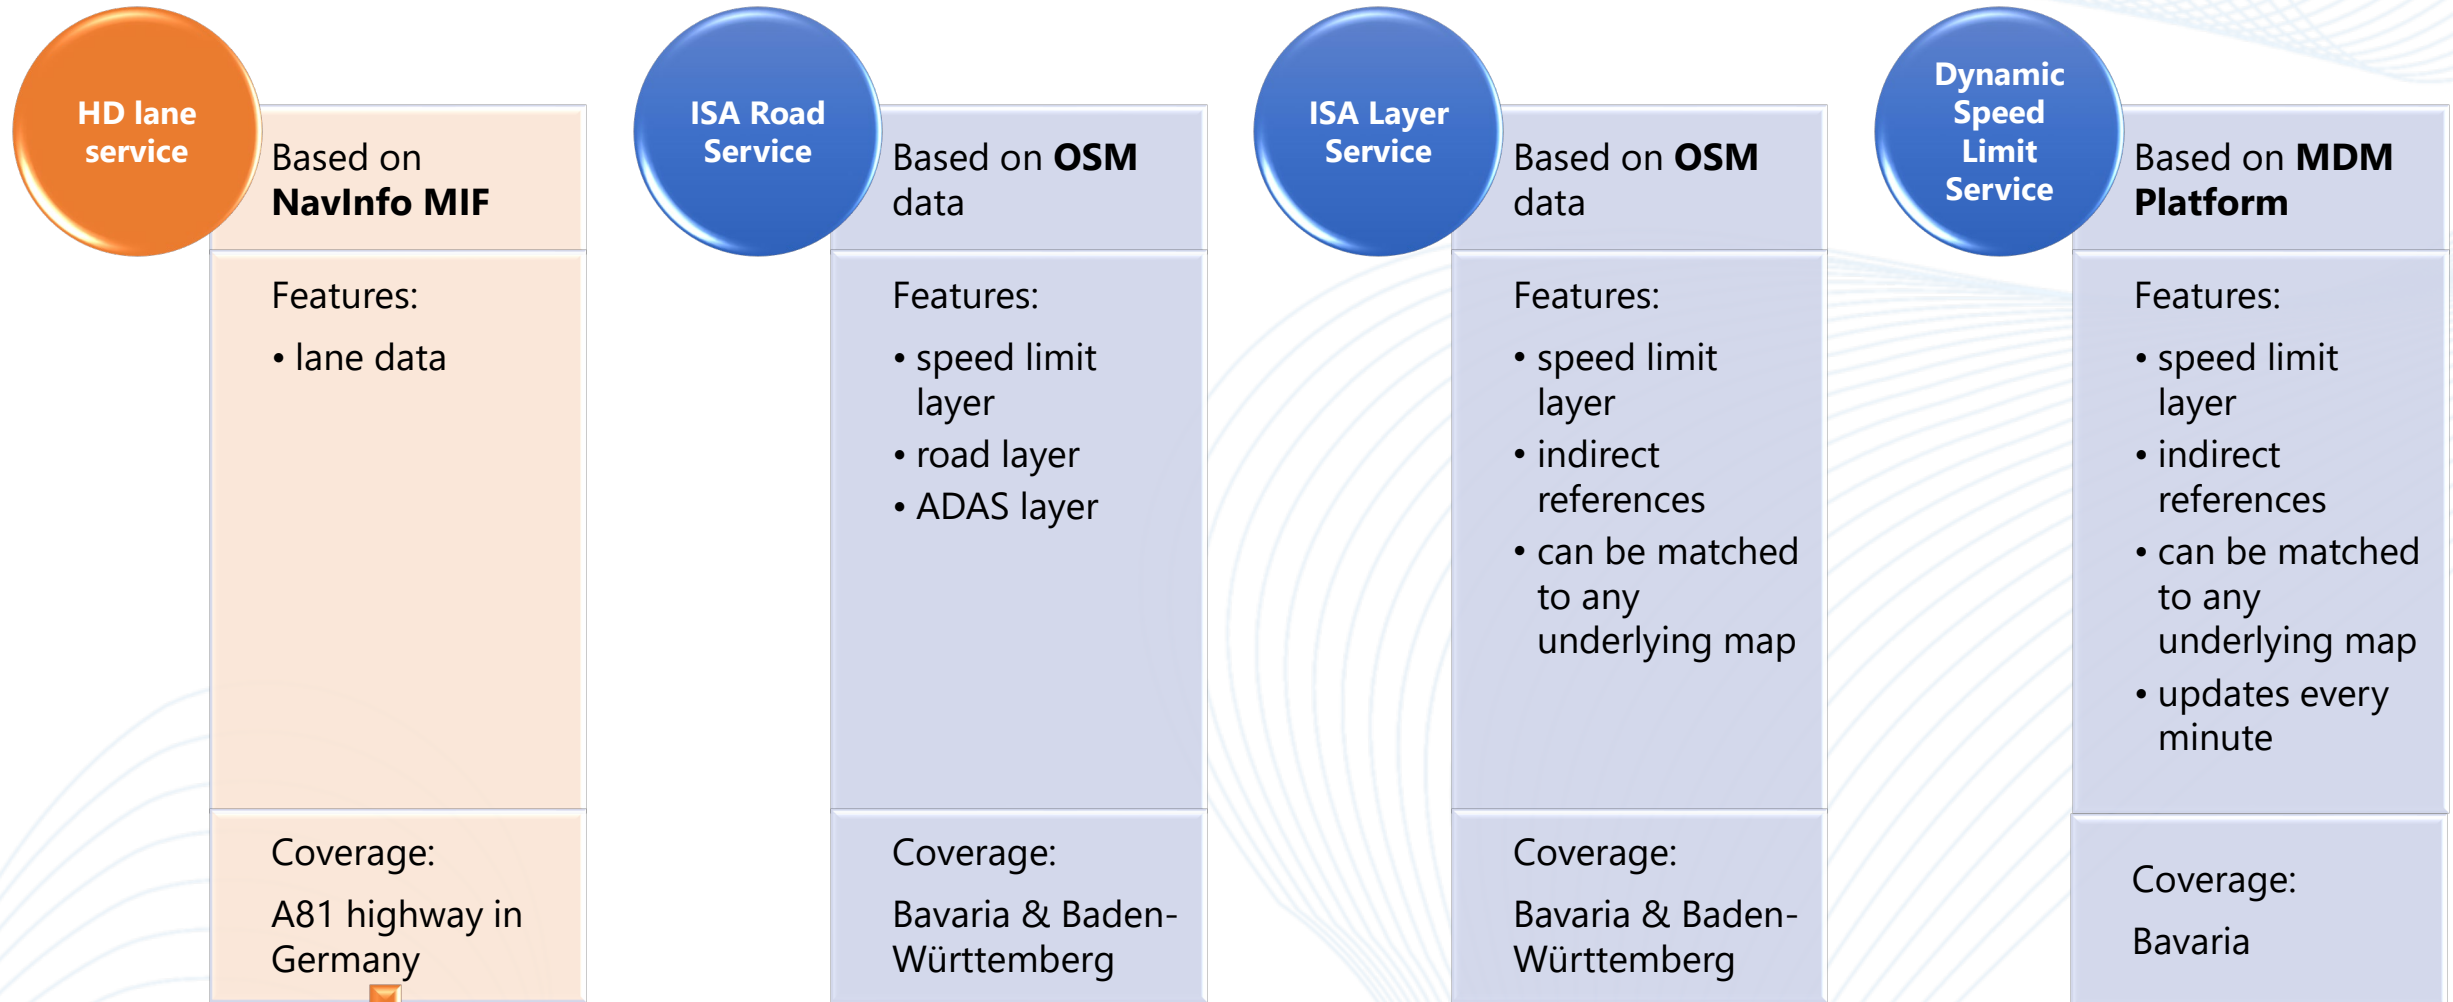 HD lane
service
Based on
NavInfo MIF
Features:
• lane data
Coverage:
A81 highway in
Germany
ISA Road
Service
Based on OSM
data
Features:
• speed limit
layer
• road layer
• ADAS layer
Coverage:
Bavaria & Baden-
Württemberg
ISA Layer
Service
Based on OSM
data
Features:
• speed limit
layer
• indirect
references
• can be matched
to any
underlying map
Coverage:
Bavaria & Baden-
Württemberg
Dynamic
Speed
Limit
Service
Based on MDM
Platform
Features:
• speed limit
layer
• indirect
references
• can be matched
to any
underlying map
• updates every
minute
Coverage:
Bavaria